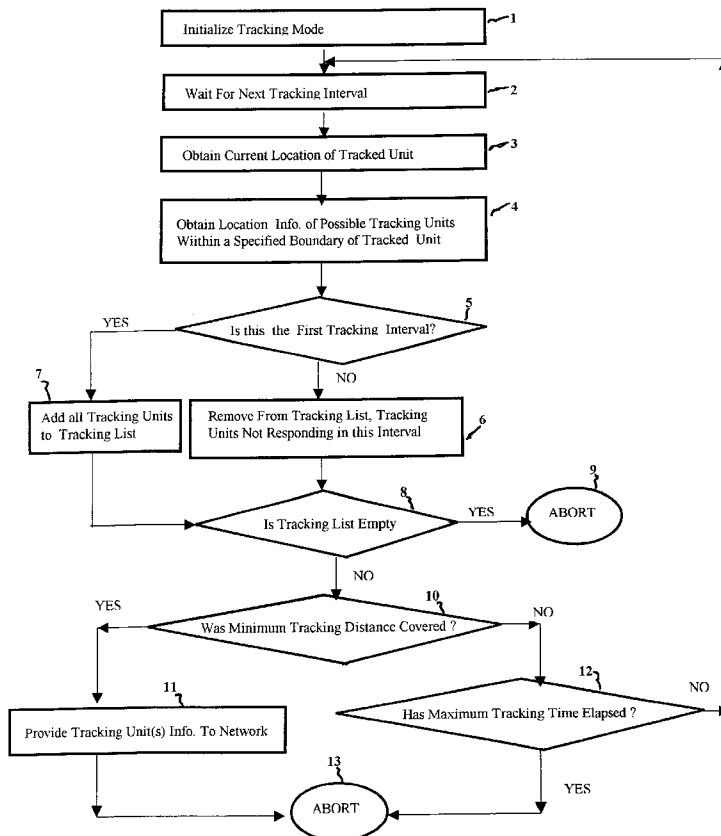 Initialize Tracking Mode
1
Wait For Next Tracking Interval
2
Obtain Current Location of Tracked Unit
3
Obtain Location Info. of Possible Tracking Units
Wiithin a Specified Boundary of Tracked Unit
4
5
YES
Is this the First Tracking Interval?
NO
7
Add all Tracking Units
to Tracking List
Remove From Tracking List, Tracking
Units Not Responding in this Interval
6
8
Is Tracking List Empty
YES
9
ABORT
NO
YES
10
Was Minimum Tracking Distance Covered ?
NO
11
Provide Tracking Unit(s) Info. To Network
12
Has Maximum Tracking Time Elapsed ?
NO
13
ABORT
YES